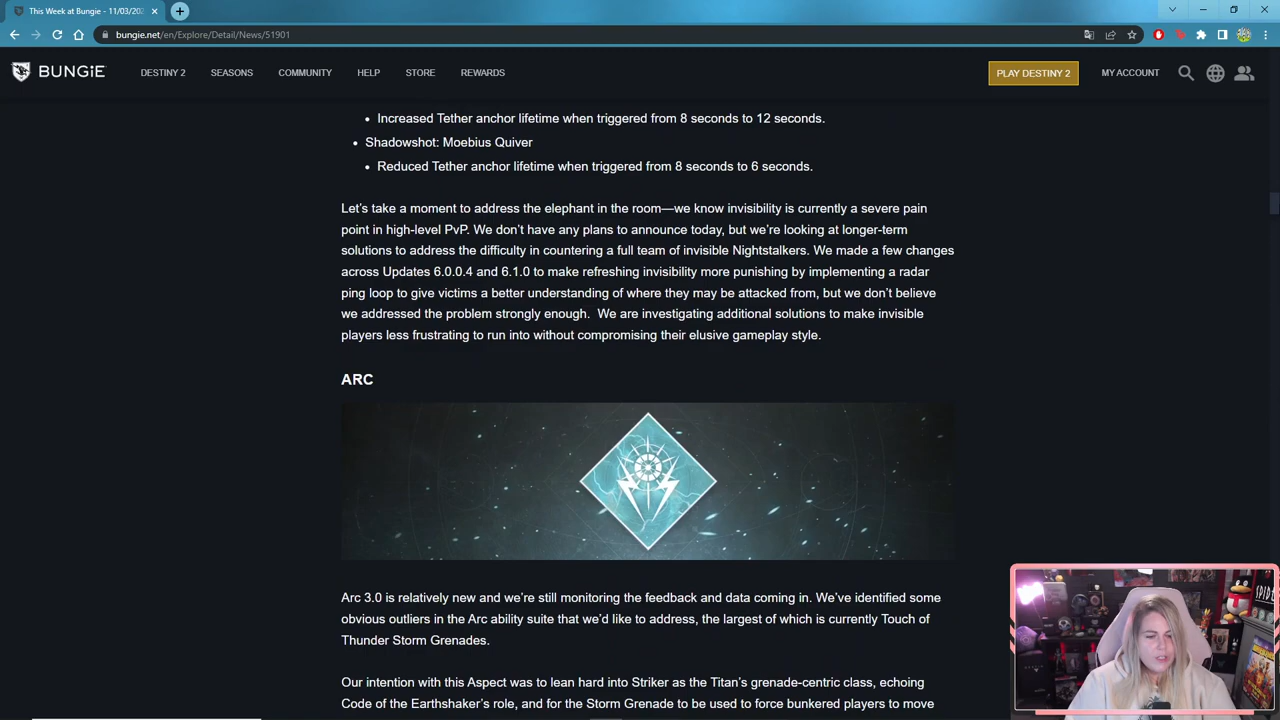 This Week at Bungie - 11/03/202
bungie.net/en/Explore/Detail/News/51901
BUNGiE
DESTINY 2
SEASONS
COMMUNITY
HELP
STORE
REWARDS
PLAY DESTINY 2
MY ACCOUNT
• Increased Tether anchor lifetime when triggered from 8 seconds to 12 seconds.
• Shadowshot: Moebius Quiver
• Reduced Tether anchor lifetime when triggered from 8 seconds to 6 seconds.
Let's take a moment to address the elephant in the room—we know invisibility is currently a severe pain
point in high-level PvP. We don't have any plans to announce today, but we're looking at longer-term
solutions to address the difficulty in countering a full team of invisible Nightstalkers. We made a few changes
across Updates 6.0.0.4 and 6.1.0 to make refreshing invisibility more punishing by implementing a radar
ping loop to give victims a better understanding of where they may be attacked from, but we don't believe
we addressed the problem strongly enough.  We are investigating additional solutions to make invisible
players less frustrating to run into without compromising their elusive gameplay style.
ARC
Arc 3.0 is relatively new and we're still monitoring the feedback and data coming in. We've identified some
obvious outliers in the Arc ability suite that we'd like to address, the largest of which is currently Touch of
Thunder Storm Grenades.
Our intention with this Aspect was to lean hard into Striker as the Titan's grenade-centric class, echoing
Code of the Earthshaker's role, and for the Storm Grenade to be used to force bunkered players to move